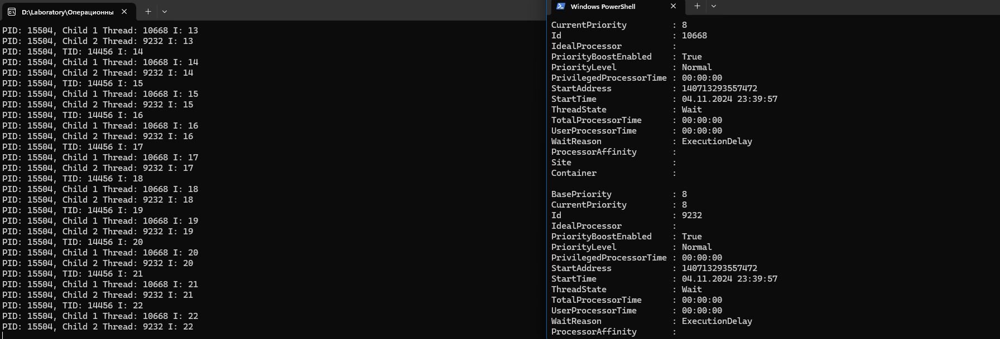 D:\Laboratory\Операционны
PID: 15504, Child 1 Thread: 10668 I: 13
PID: 15504, Child 2 Thread: 9232 I: 13
PID: 15504, TID: 14456 I: 14
PID: 15504, Child 1 Thread: 10668 I: 14
PID: 15504, Child 2 Thread: 9232 I: 14
PID: 15504, TID: 14456 I: 15
PID: 15504, Child 1 Thread: 10668 I: 15
PID: 15504, Child 2 Thread: 9232 I: 15
PID: 15504, TID: 14456 I: 16
PID: 15504, Child 1 Thread: 10668 I: 16
PID: 15504, Child 2 Thread: 9232 I: 16
PID: 15504, TID: 14456 I: 17
PID: 15504, Child 1 Thread: 10668 I: 17
PID: 15504, Child 2 Thread: 9232 I: 17
PID: 15504, TID: 14456 I: 18
PID: 15504, Child 1 Thread: 10668 I: 18
PID: 15504, Child 2 Thread: 9232 I: 18
PID: 15504, TID: 14456 I: 19
PID: 15504, Child 1 Thread: 10668 I: 19
PID: 15504, Child 2 Thread: 9232 I: 19
PID: 15504, TID: 14456 I: 20
PID: 15504, Child 1 Thread: 10668 I: 20
PID: 15504, Child 2 Thread: 9232 I: 20
PID: 15504, TID: 14456 I: 21
PID: 15504, Child 1 Thread: 10668 I: 21
PID: 15504, Child 2 Thread: 9232 I: 21
PID: 15504, TID: 14456 I: 22
PID: 15504, Child 1 Thread: 10668 I: 22
PID: 15504, Child 2 Thread: 9232 I: 22
Windows PowerShell
CurrentPriority : 8
Id : 10668
IdealProcessor :
PriorityBoostEnabled : True
PriorityLevel : Normal
PrivilegedProcessorTime : 00:00:00
StartAddress : 140713293557472
StartTime : 04.11.2024 23:39:57
ThreadState : Wait
TotalProcessorTime : 00:00:00
UserProcessorTime : 00:00:00
WaitReason : ExecutionDelay
ProcessorAffinity :
Site :
Container :
BasePriority : 8
CurrentPriority : 8
Id : 9232
IdealProcessor :
PriorityBoostEnabled : True
PriorityLevel : Normal
PrivilegedProcessorTime : 00:00:00
StartAddress : 140713293557472
StartTime : 04.11.2024 23:39:57
ThreadState : Wait
TotalProcessorTime : 00:00:00
UserProcessorTime : 00:00:00
WaitReason : ExecutionDelay
ProcessorAffinity :